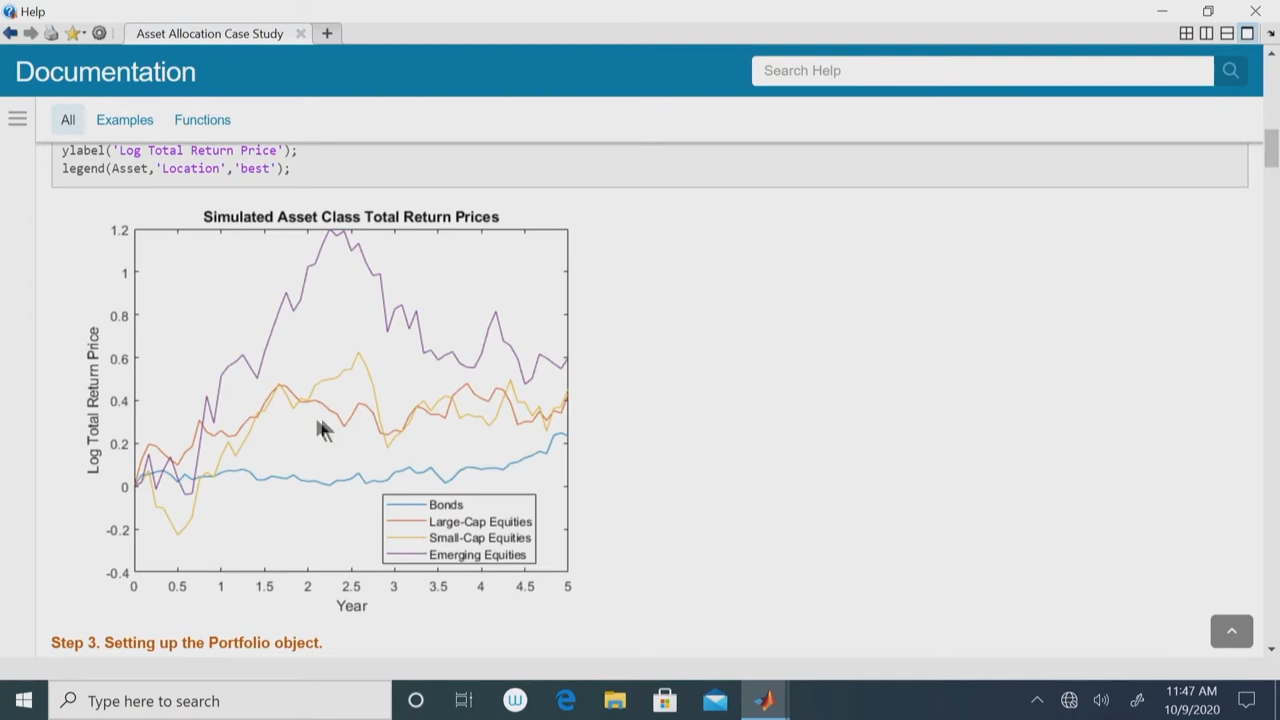 Help
Asset Allocation Case Study
Documentation
Search Help
All
Examples
Functions
ylabel('Log Total Return Price');
legend(Asset,'Location','best');
Simulated Asset Class Total Return Prices
1.2
1
0.8
0.6
0.4
0.2
0
-0.2
-0.4
Log Total Return Price
Bonds
Large-Cap Equities
Small-Cap Equities
Emerging Equities
0 0.5 1 1.5 2 2.5 3 3.5 4 4.5 5
Year
Step 3. Setting up the Portfolio object.
Type here to search
11:47 AM
10/9/2020